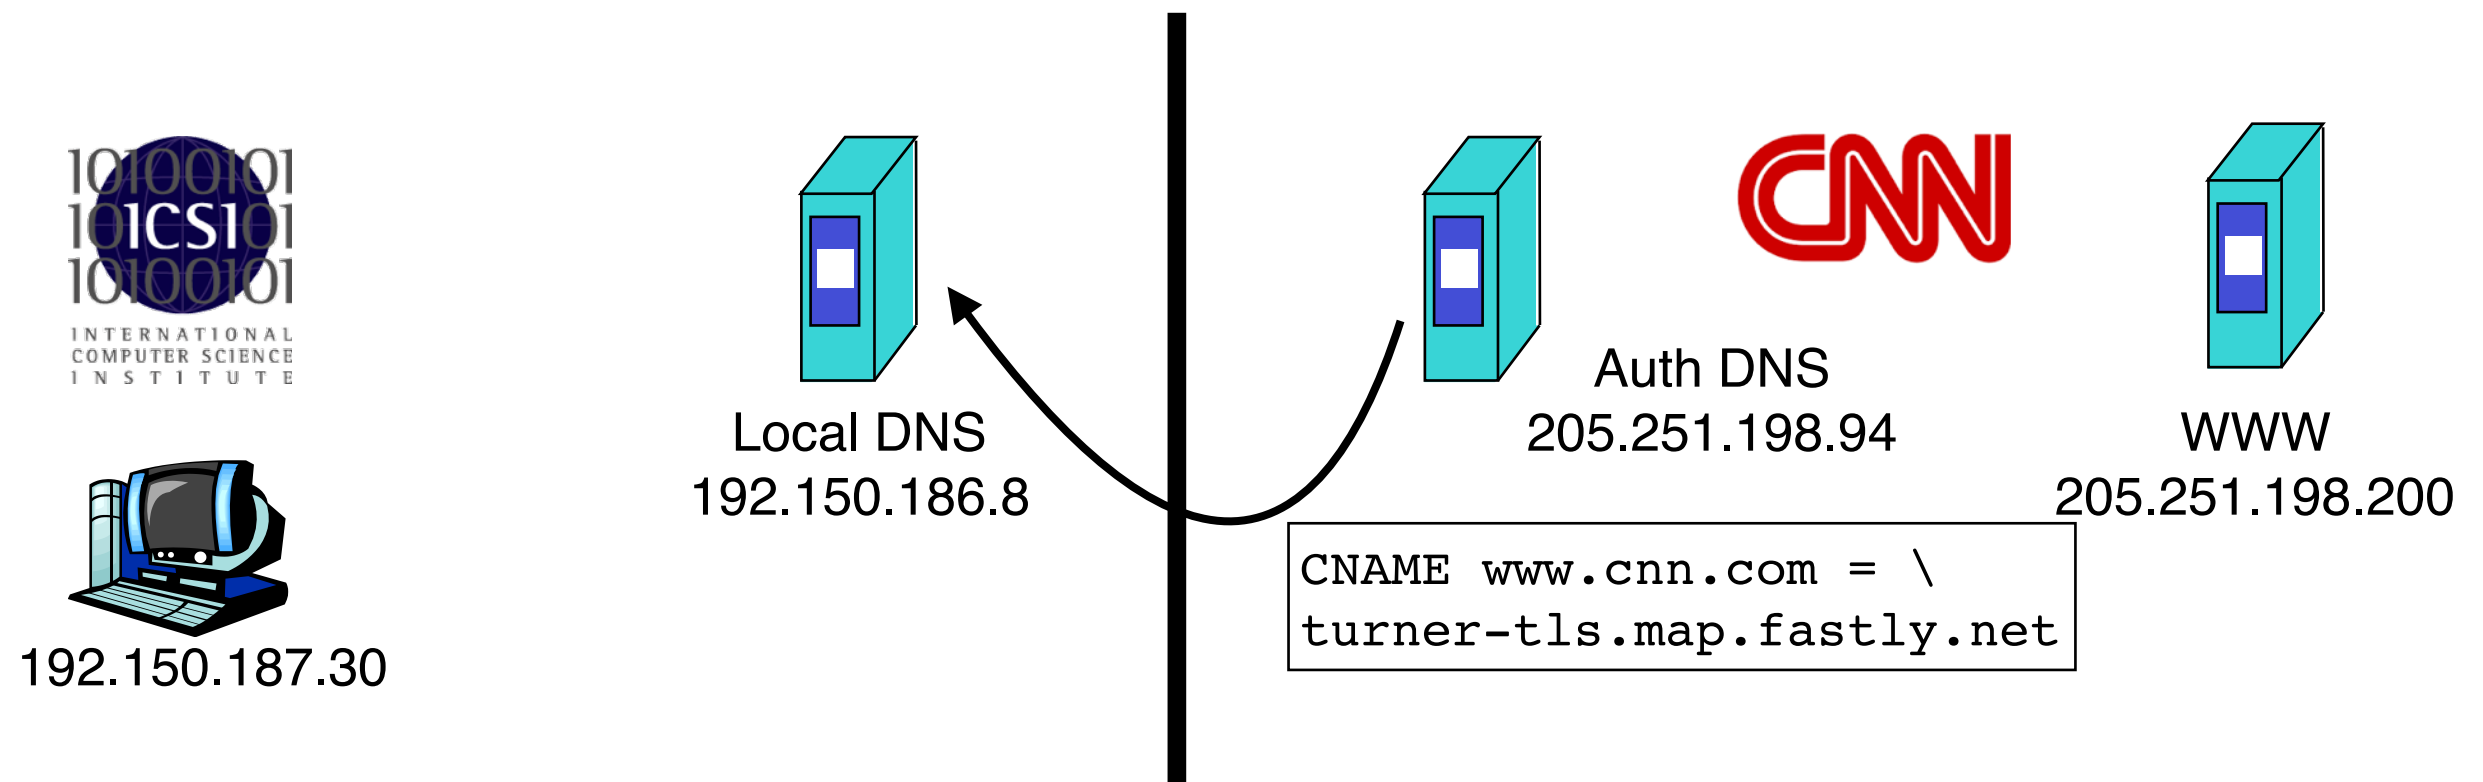 10100101
10ICSI01
10100101
INTERNATIONAL
COMPUTER SCIENCE
INSTITUTE
192.150.187.30
Local DNS
192.150.186.8
CNN
Auth DNS
205.251.198.94
WWW
205.251.198.200
CNAME www.cnn.com = \
turner-tls.map.fastly.net